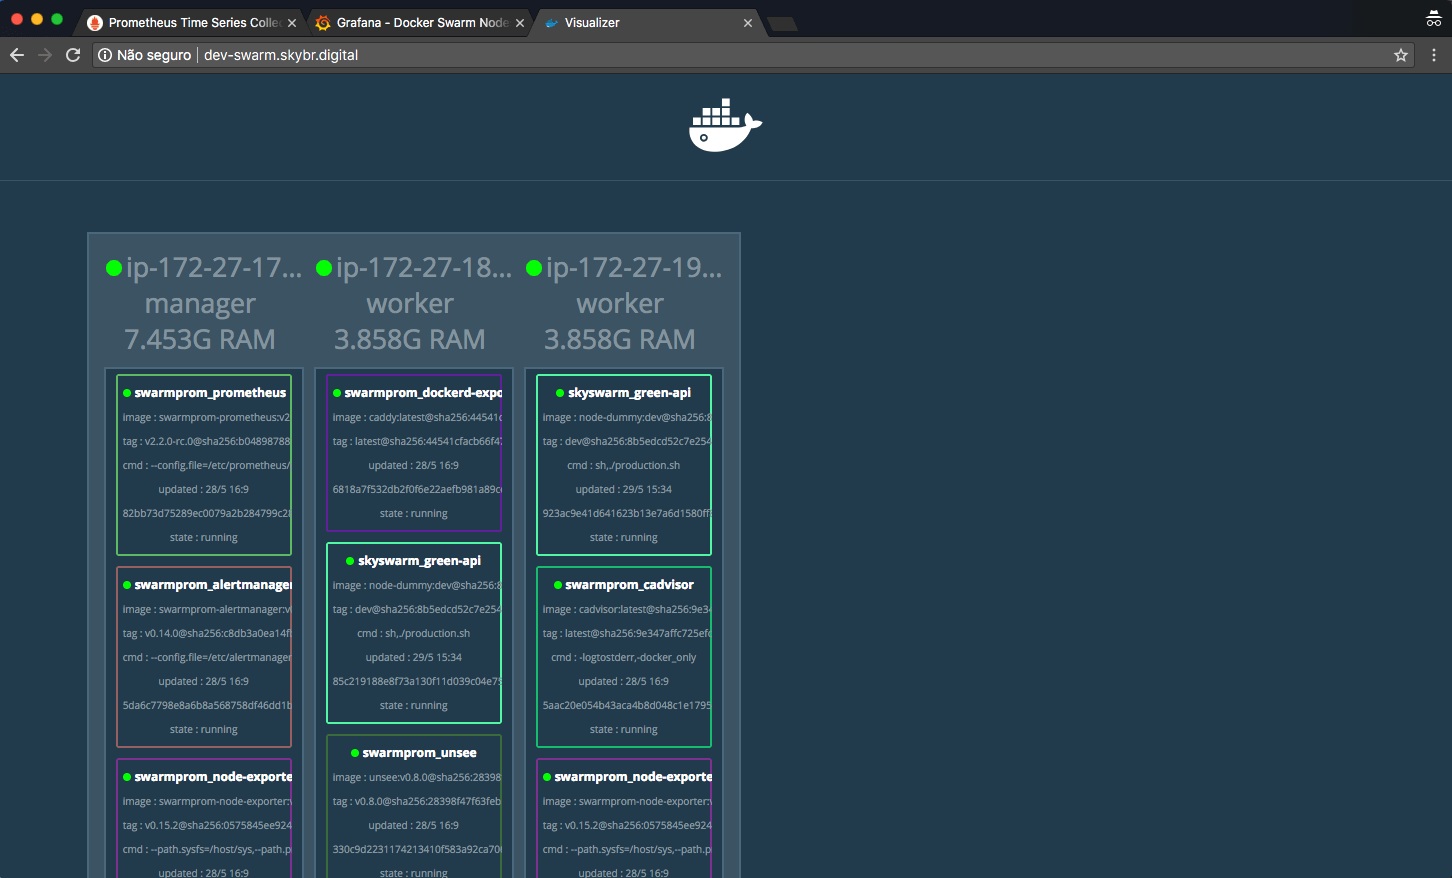 Prometheus Time Series Colle
Grafana - Docker Swarm Node
Visualizer
Não seguro
dev-swarm.skybr.digital
ip-172-27-17...
manager
7.453G RAM
swarmprom_prometheus
image : swarmprom-prometheus:v2
tag : v2.2.0-rc.0@sha256:b04898788
cmd : --config.file=/etc/prometheus/
updated : 28/5 16:9
82bb73d75289ec0079a2b284799c28
state : running
swarmprom_alertmanager
image : swarmprom-alertmanager:v
tag : v0.14.0@sha256:c8db3a0ea14f
cmd : --config.file=/etc/alertmanager
updated : 28/5 16:9
5da6c7798e8a6b8a568758df46dd1b
state : running
swarmprom_node-exporte
image : swarmprom-node-exporter:
tag : v0.15.2@sha256:0575845ee924
cmd : --path.sysfs=/host/sys,--path.p
updated : 28/5 16:9
ip-172-27-18...
worker
3.858G RAM
swarmprom_dockerd-expo
image : caddy:latest@sha256:44541c
tag : latest@sha256:44541cfacb66f47
updated : 28/5 16:9
6818a7f532db2f0f6e22aefb981a89c
state : running
skyswarm_green-api
image : node-dummy:dev@sha256:8
tag : dev@sha256:8b5edcd52c7e254
cmd : sh,./production.sh
updated : 29/5 15:34
85c219188e8f73a130f11d039c04e75
state : running
swarmprom_unsee
image : unsee:v0.8.0@sha256:28398
tag : v0.8.0@sha256:28398f47f63feb
updated : 28/5 16:9
330c9d2231174213410f583a92ca70
state : running
ip-172-27-19...
worker
3.858G RAM
skyswarm_green-api
image : node-dummy:dev@sha256:8
tag : dev@sha256:8b5edcd52c7e254
cmd : sh,./production.sh
updated : 29/5 15:34
923ac9e41d641623b13e7a6d1580ff
state : running
swarmprom_cadvisor
image : cadvisor:latest@sha256:9e34
tag : latest@sha256:9e347affc725efc
cmd : -logtostderr,-docker_only
updated : 28/5 16:9
5aac20e054b43aca4b8d048c1e1795
state : running
swarmprom_node-exporte
image : swarmprom-node-exporter:
tag : v0.15.2@sha256:0575845ee924
cmd : --path.sysfs=/host/sys,--path.p
updated : 28/5 16:9